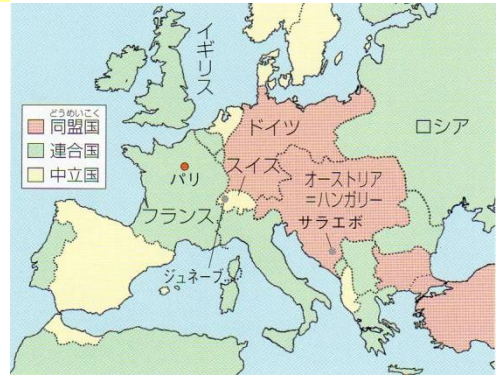 どうめいこく
同盟国
連合国
中立国
イギリス
ドイツ
ロシア
パリ
スイス
オーストリア
=ハンガリー
フランス
サラエボ
ジュネーブ